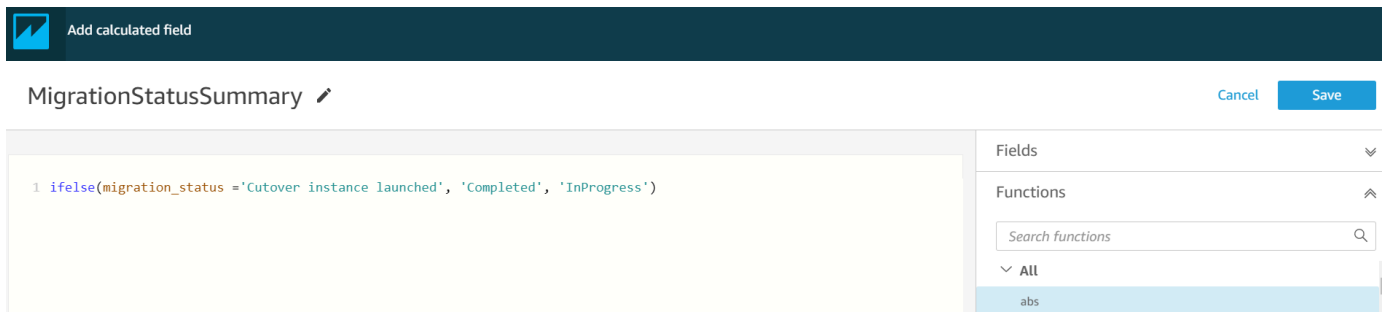 Add calculated field
MigrationStatusSummary
Cancel
Save
Fields
1 ifelse(migration_status ='Cutover instance launched', 'Completed', 'InProgress')
Functions
Search functions
All
abs